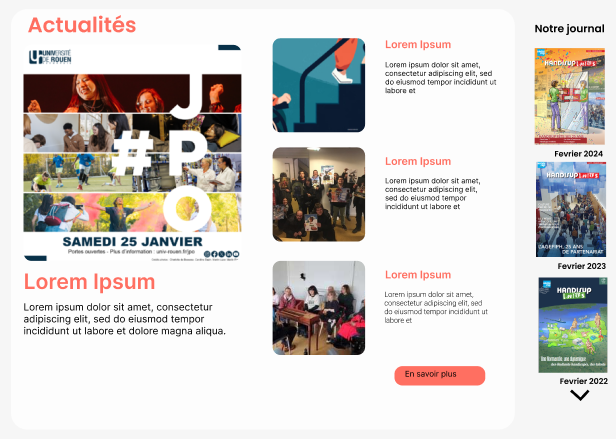 Actualités
UNIVERSITÉ
DE ROUEN
J
#P
O
SAMEDI 25 JANVIER
Portes ouvertes - Plus d'information : univ-rouen.fr/jpo
Lorem Ipsum
Lorem ipsum dolor sit amet, consectetur
adipiscing elit, sed do eiusmod tempor
incididunt ut labore et dolore magna aliqua.
Lorem Ipsum
Lorem ipsum dolor sit amet,
consectetur adipiscing elit, sed
do eiusmod tempor incididunt ut
labore et
Lorem Ipsum
Lorem ipsum dolor sit amet,
consectetur adipiscing elit,
sed do eiusmod tempor
incididunt ut labore et
Lorem Ipsum
Lorem ipsum dolor sit amet,
consectetur adipiscing elit, sed
do eiusmod tempor incididunt ut
labore et
En savoir plus
Notre journal
HANDISUP
Fevrier 2024
HANDISUP
L'AGEFIPH : 25 ANS
DE PARTENARIAT
Fevrier 2023
HANDISUP
Fevrier 2022